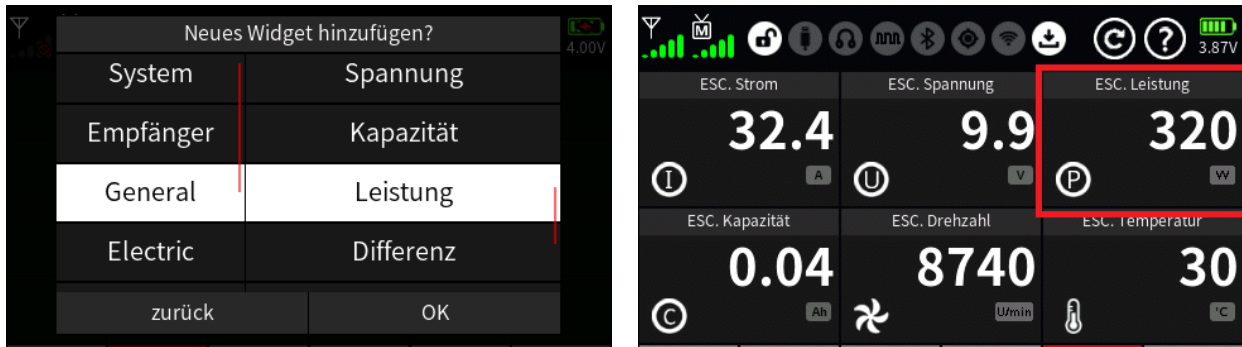 Neues Widget hinzufügen?
4.00V
System Spannung
Empfänger Kapazität
General Leistung
Electric Differenz
zurück OK
M
3.87V
ESC. Strom ESC. Spannung ESC. Leistung
32.4 9.9 320
I A U V P W
ESC. Kapazität ESC. Drehzahl ESC. Temperatur
0.04 8740 30
C Ah U/min °C